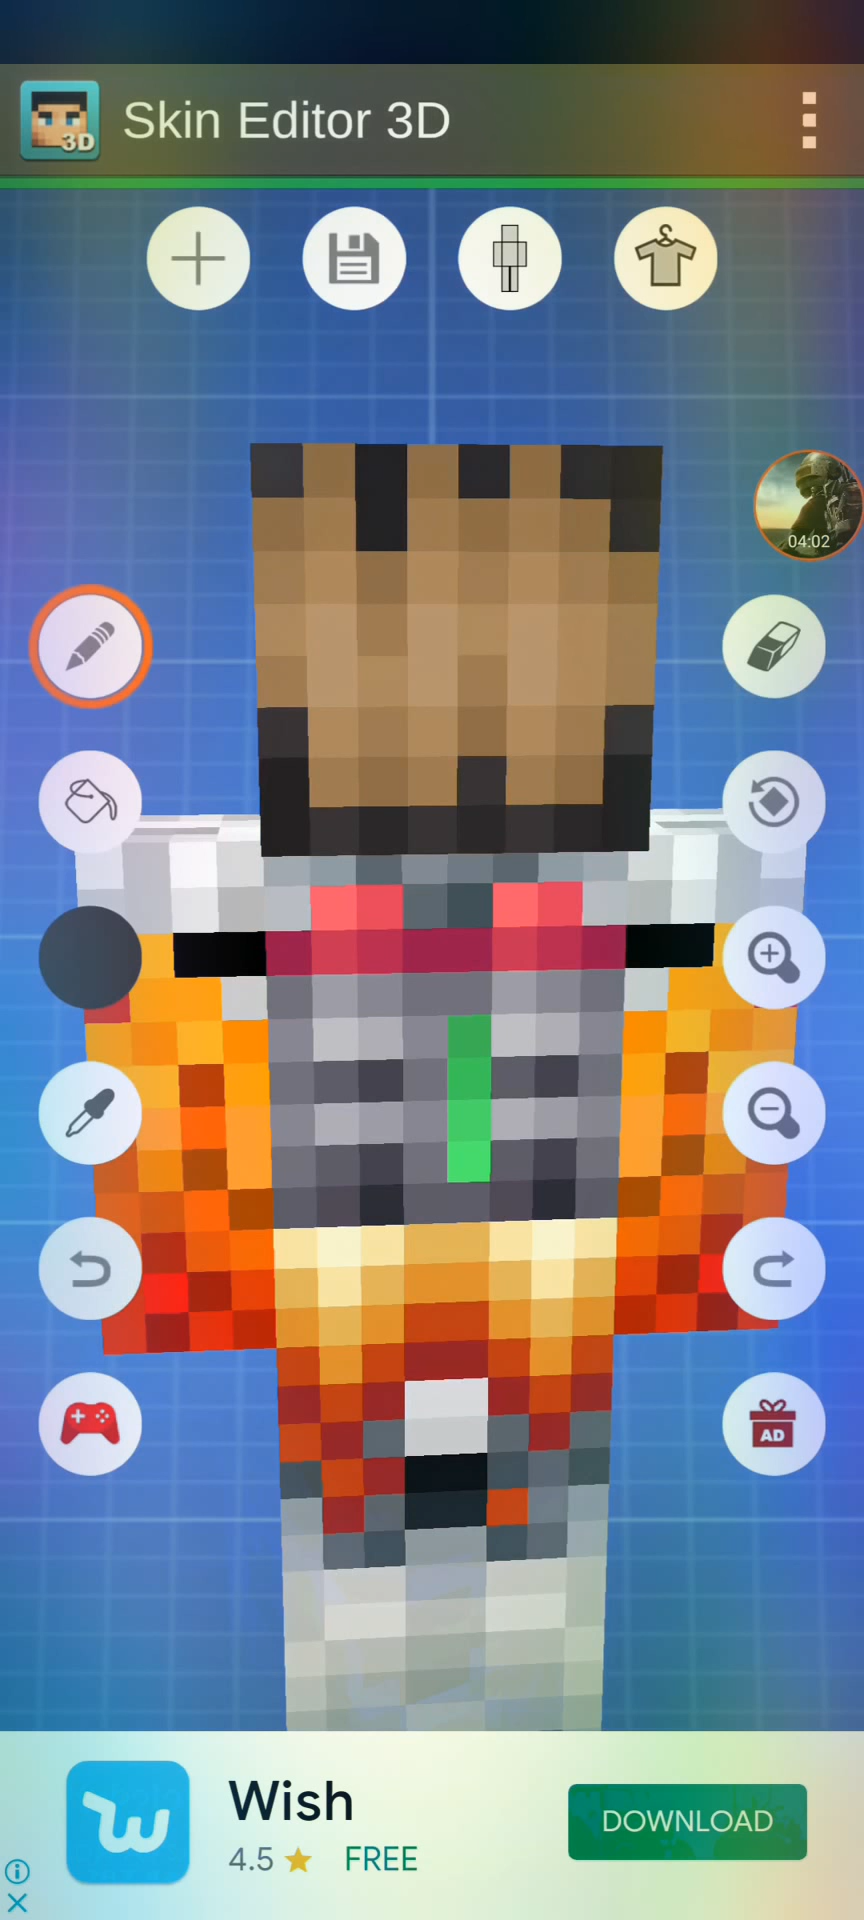 3D
Skin Editor 3D
04:02
AD
Wish
4.5 ★ FREE
DOWNLOAD